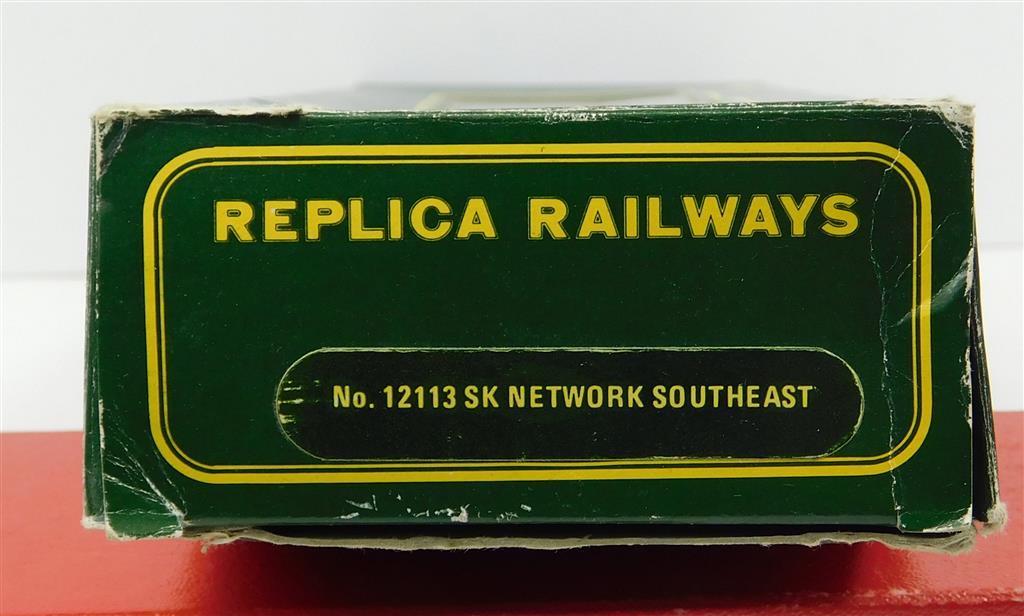 REPLICA RAILWAYS
No. 12113 SK NETWORK SOUTHEAST